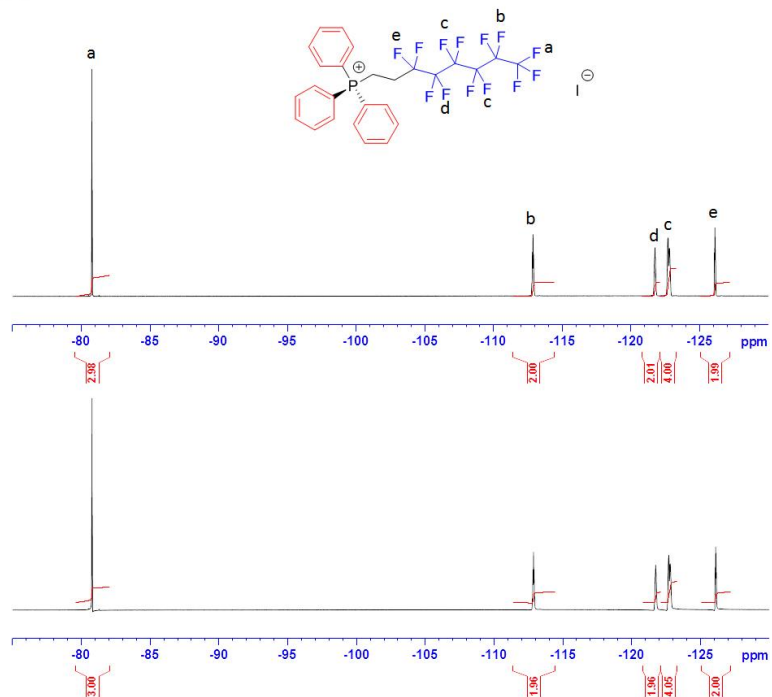 e c b
F F F F F F F a
F
F F F F F F
P ⊕ I ⊖
d c
a
b d c e
-80 -85 -90 -95 -100 -105 -110 -115 -120 -125 ppm
2.98 2.00 2.01 4.00 1.99
-80 -85 -90 -95 -100 -105 -110 -115 -120 -125 ppm
3.00 1.96 1.96 4.05 2.00